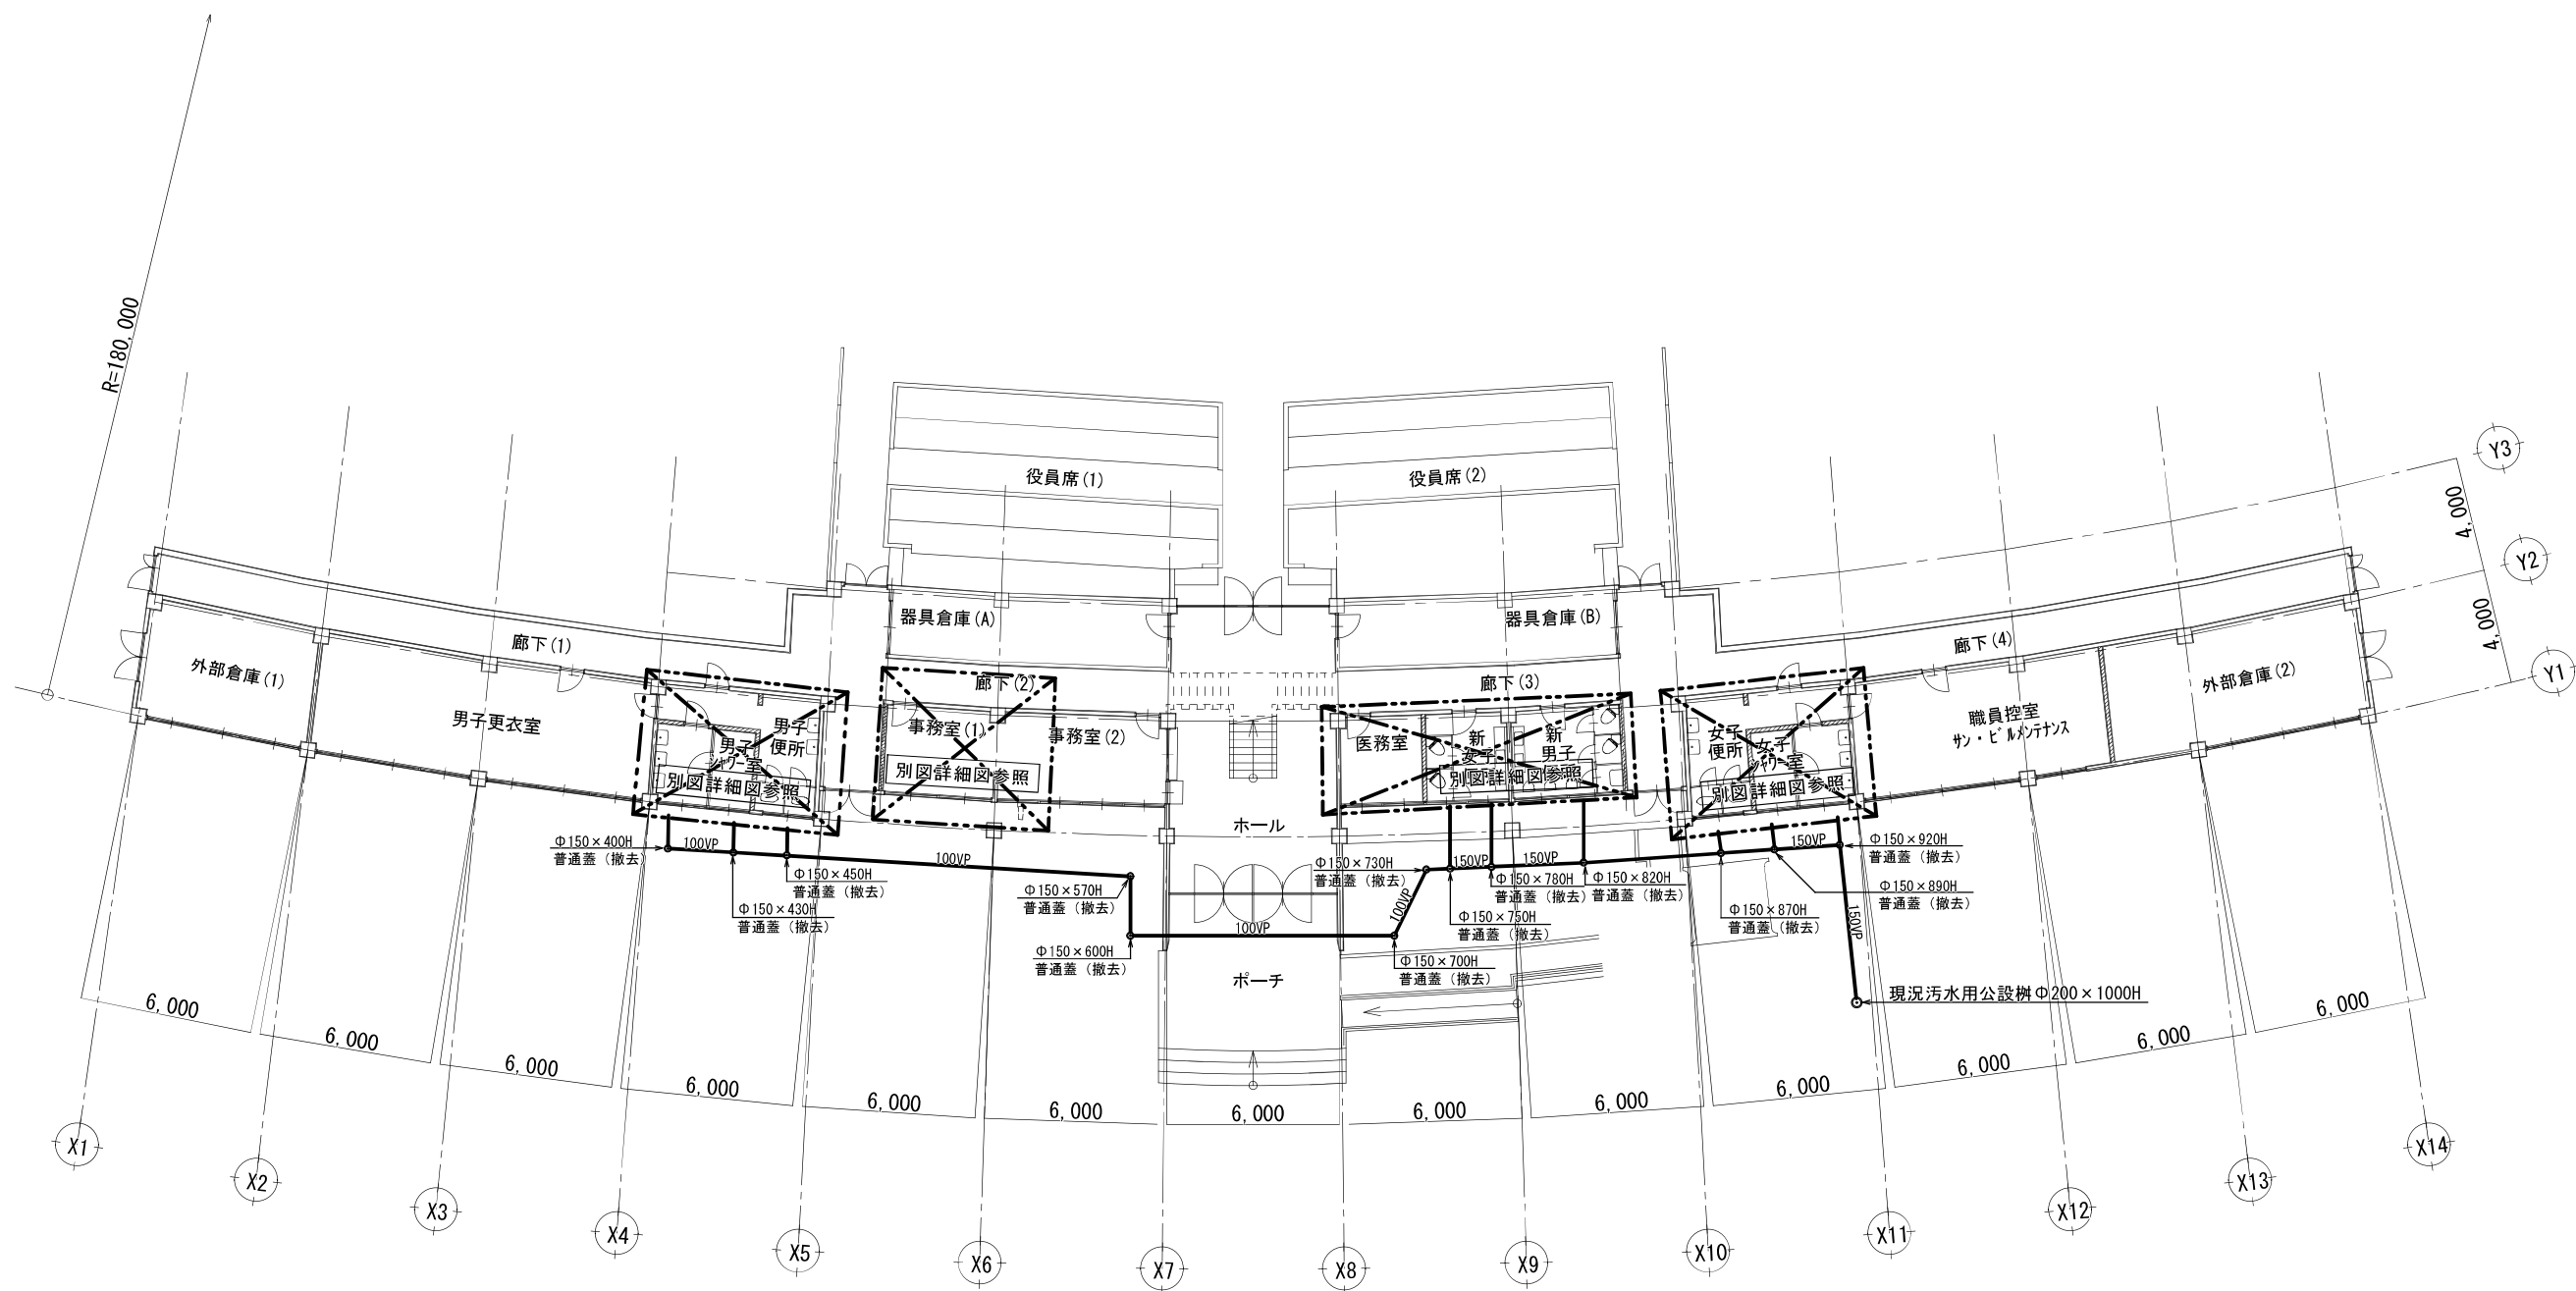 R=180,000
Y3
4,000
Y2
4,000
Y1
役員席(1)
役員席(2)
器具倉庫(A)
器具倉庫(B)
廊下(1)
廊下(2)
廊下(3)
廊下(4)
外部倉庫(1)
男子更衣室
男子
便所
男子
シャワー室
別図詳細図参照
事務室(1)
事務室(2)
別図詳細図参照
医務室
新
女子
新
男子
別図詳細図参照
女子
便所
女子
シャワー室
別図詳細図参照
職員控室
サン・ビルメンテナンス
外部倉庫(2)
ホール
ポーチ
Φ150×400H
普通蓋（撤去）
100VP
Φ150×430H
普通蓋（撤去）
Φ150×450H
普通蓋（撤去）
100VP
Φ150×570H
普通蓋（撤去）
Φ150×600H
普通蓋（撤去）
100VP
Φ150×700H
普通蓋（撤去）
100VP
Φ150×730H
普通蓋（撤去）
150VP
Φ150×750H
普通蓋（撤去）
Φ150×780H
普通蓋（撤去）
150VP
Φ150×820H
普通蓋（撤去）
Φ150×870H
普通蓋（撤去）
150VP
Φ150×890H
普通蓋（撤去）
Φ150×920H
普通蓋（撤去）
150VP
現況汚水用公設桝Φ200×1000H
6,000
6,000
6,000
6,000
6,000
6,000
6,000
6,000
6,000
6,000
6,000
6,000
6,000
X1
X2
X3
X4
X5
X6
X7
X8
X9
X10
X11
X12
X13
X14